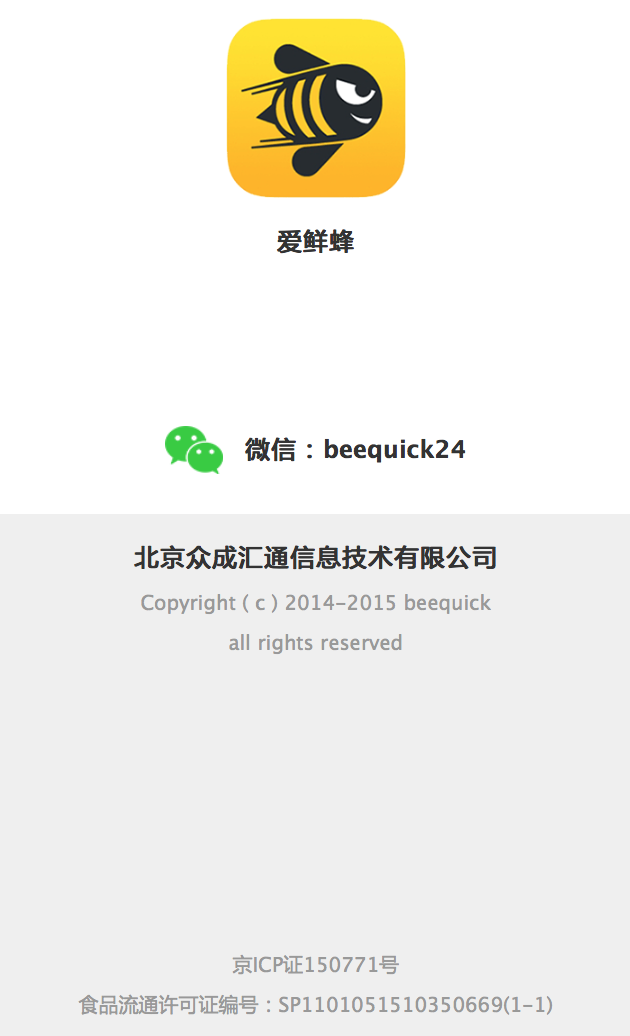 爱鲜蜂
微信：beequick24
北京众成汇通信息技术有限公司
Copyright ( c ) 2014-2015 beequick
all rights reserved
京ICP证150771号
食品流通许可证编号：SP1101051510350669(1-1)